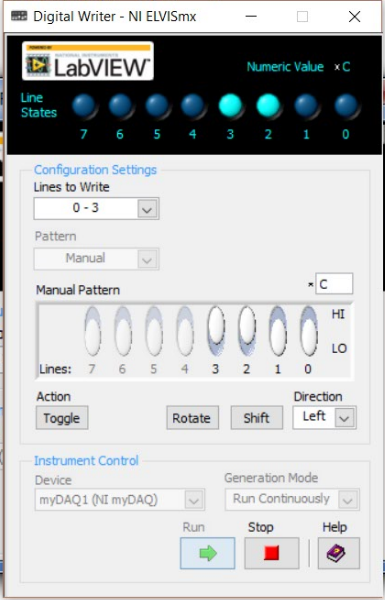 Digital Writer - NI ELVISmx
POWERED BY
NATIONAL INSTRUMENTS
LabVIEW™
Numeric Value x C
Line
States
7 6 5 4 3 2 1 0
Configuration Settings
Lines to Write
0 - 3
Pattern
Manual
Manual Pattern
x C
HI
LO
Lines: 7 6 5 4 3 2 1 0
Action
Direction
Toggle Rotate Shift Left
Instrument Control
Device
Generation Mode
myDAQ1 (NI myDAQ)
Run Continuously
Run Stop Help